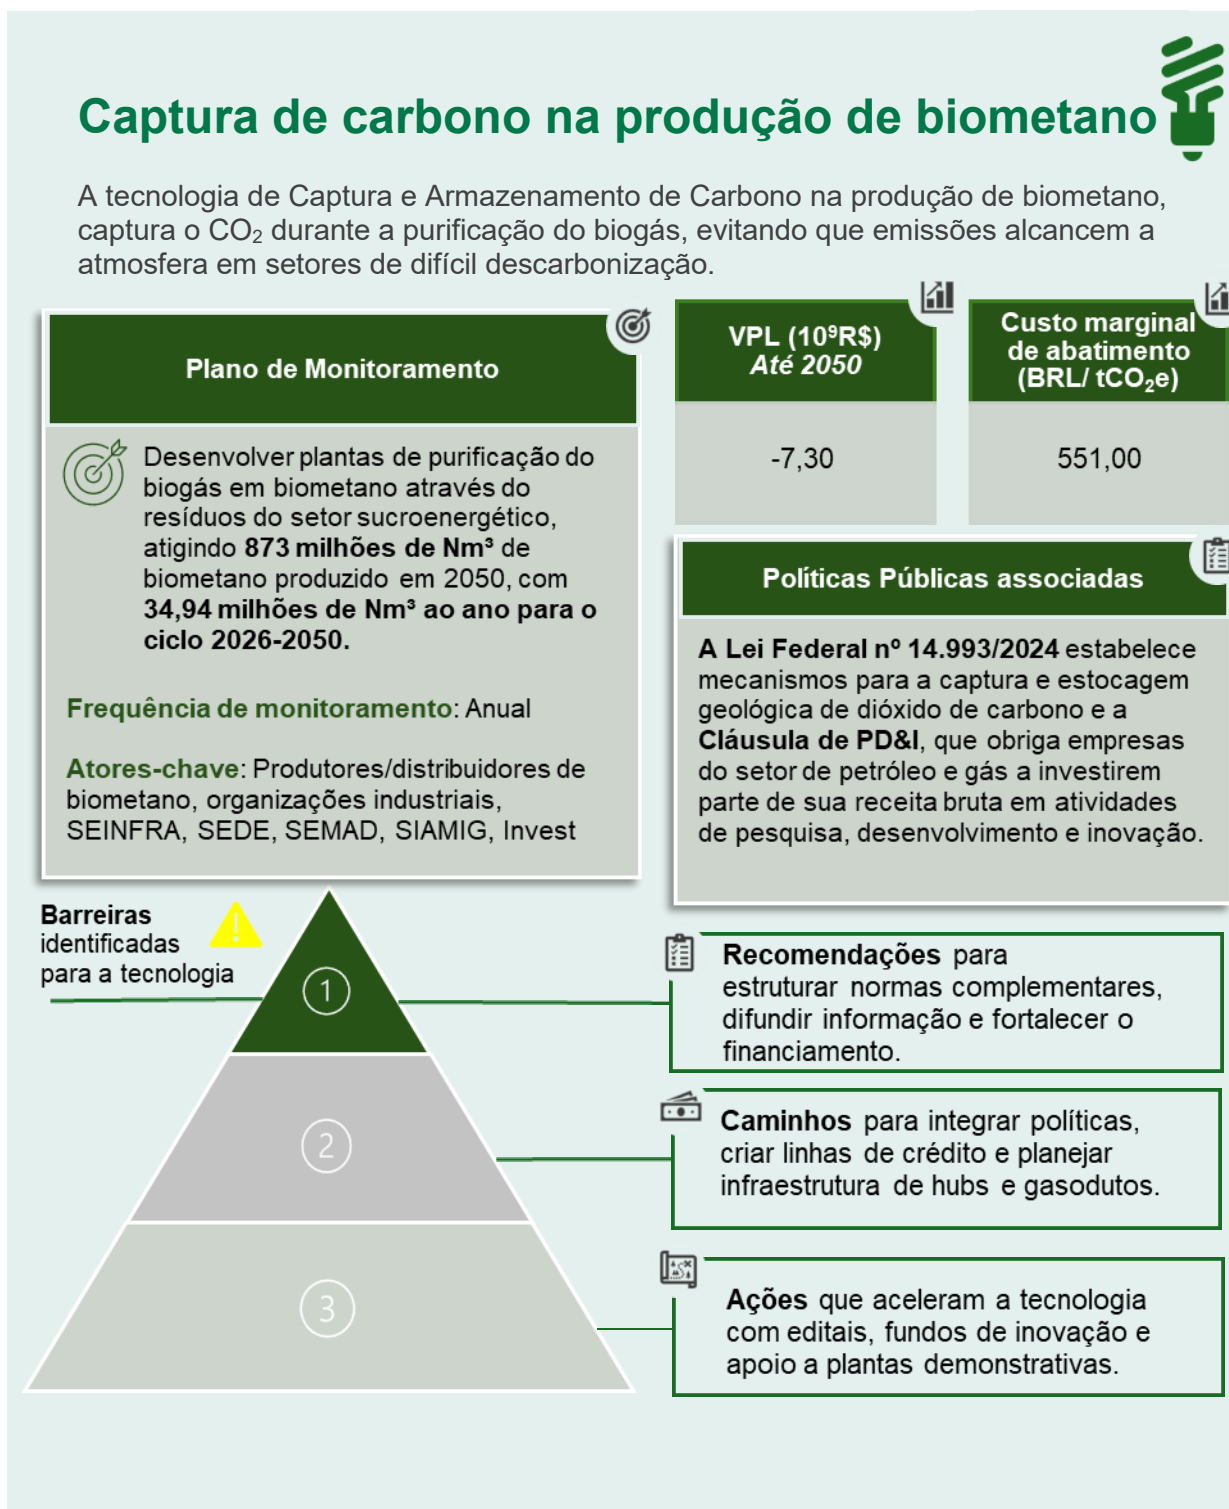 Captura de carbono na produção de biometano
A tecnologia de Captura e Armazenamento de Carbono na produção de biometano,
captura o CO₂ durante a purificação do biogás, evitando que emissões alcancem a
atmosfera em setores de difícil descarbonização.
Plano de Monitoramento
Desenvolver plantas de purificação do
biogás em biometano através do
resíduos do setor sucroenergético,
atigindo 873 milhões de Nm³ de
biometano produzido em 2050, com
34,94 milhões de Nm³ ao ano para o
ciclo 2026-2050.
Frequência de monitoramento: Anual
Atores-chave: Produtores/distribuidores de
biometano, organizações industriais,
SEINFRA, SEDE, SEMAD, SIAMIG, Invest
VPL (10⁹R$)
Até 2050
-7,30
Custo marginal
de abatimento
(BRL/ tCO₂e)
551,00
Políticas Públicas associadas
A Lei Federal nº 14.993/2024 estabelece
mecanismos para a captura e estocagem
geológica de dióxido de carbono e a
Cláusula de PD&I, que obriga empresas
do setor de petróleo e gás a investirem
parte de sua receita bruta em atividades
de pesquisa, desenvolvimento e inovação.
Barreiras
identificadas
para a tecnologia
1
Recomendações para
estruturar normas complementares,
difundir informação e fortalecer o
financiamento.
2
Caminhos para integrar políticas,
criar linhas de crédito e planejar
infraestrutura de hubs e gasodutos.
3
Ações que aceleram a tecnologia
com editais, fundos de inovação e
apoio a plantas demonstrativas.